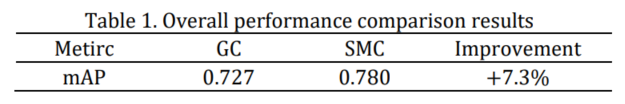 Table 1. Overall performance comparison results
Metirc GC SMC Improvement
mAP 0.727 0.780 +7.3%